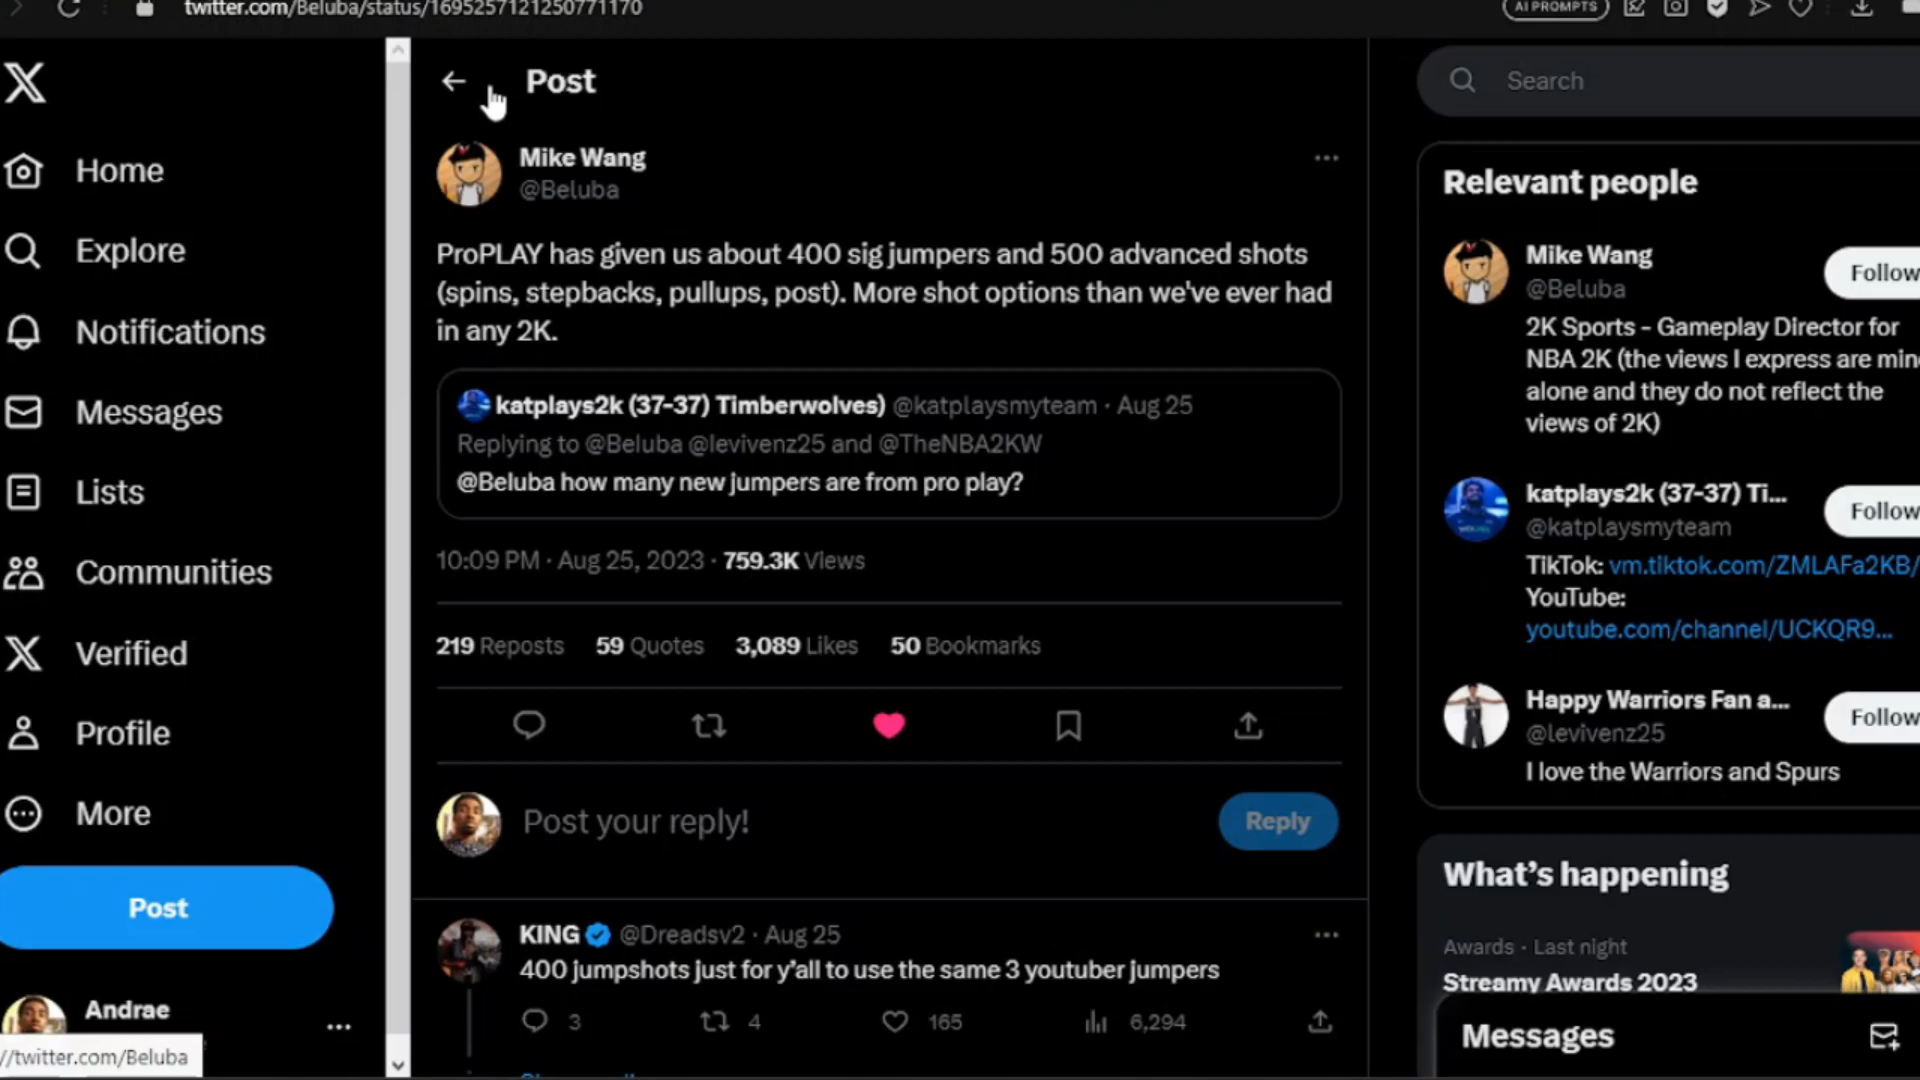 twitter.com/Beluba/status/1695257121250771170
AI PROMPTS
Home
Explore
Notifications
Messages
Lists
Communities
Verified
Profile
More
Post
Andrae
//twitter.com/Beluba
Post
Mike Wang
@Beluba
ProPLAY has given us about 400 sig jumpers and 500 advanced shots
(spins, stepbacks, pullups, post). More shot options than we've ever had
in any 2K.
katplays2k (37-37) Timberwolves) @katplaysmyteam · Aug 25
Replying to @Beluba @levivenz25 and @TheNBA2KW
@Beluba how many new jumpers are from pro play?
10:09 PM · Aug 25, 2023 · 759.3K Views
219 Reposts 59 Quotes 3,089 Likes 50 Bookmarks
Post your reply!
Reply
KING @Dreadsv2 · Aug 25
400 jumpshots just for y'all to use the same 3 youtuber jumpers
3 4 165 6,294
Search
Relevant people
Mike Wang
@Beluba
Follow
2K Sports - Gameplay Director for
NBA 2K (the views I express are mine
alone and they do not reflect the
views of 2K)
katplays2k (37-37) Ti...
@katplaysmyteam
Follow
TikTok: vm.tiktok.com/ZMLAFa2KB/
YouTube:
youtube.com/channel/UCKQR9...
Happy Warriors Fan a...
@levivenz25
Follow
I love the Warriors and Spurs
What's happening
Awards · Last night
Streamy Awards 2023
Messages